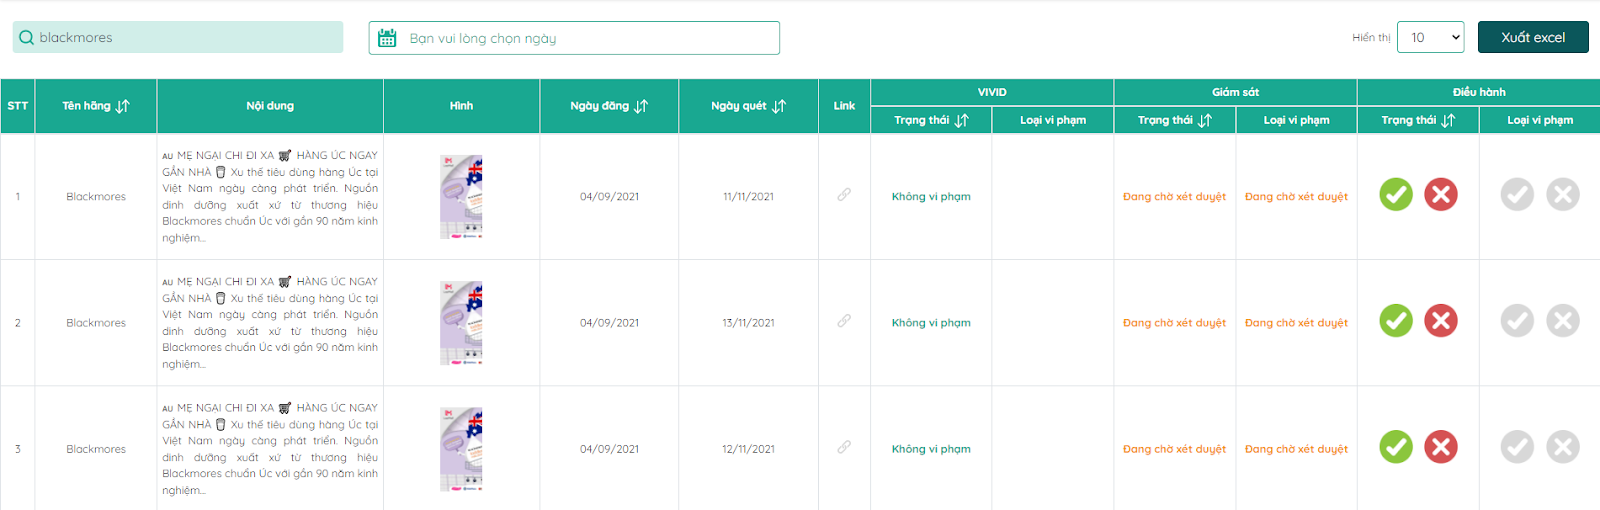 blackmores
Bạn vui lòng chọn ngày
Hiển thị
10
Xuất excel
STT
Tên hãng
Nội dung
Hình
Ngày đăng
Ngày quét
Link
VIVID
Giám sát
Điều hành
Trạng thái
Loại vi phạm
Trạng thái
Loại vi phạm
Trạng thái
Loại vi phạm
1
Blackmores
AU MẸ NGẠI CHI ĐI XA 🛒 HÀNG ÚC NGAY
GẦN NHÀ 🥛 Xu thế tiêu dùng hàng Úc tại
Việt Nam ngày càng phát triển. Nguồn
dinh dưỡng xuất xứ từ thương hiệu
Blackmores chuẩn Úc với gần 90 năm kinh
nghiệm...
04/09/2021
11/11/2021
Không vi phạm
Đang chờ xét duyệt
Đang chờ xét duyệt
2
Blackmores
AU MẸ NGẠI CHI ĐI XA 🛒 HÀNG ÚC NGAY
GẦN NHÀ 🥛 Xu thế tiêu dùng hàng Úc tại
Việt Nam ngày càng phát triển. Nguồn
dinh dưỡng xuất xứ từ thương hiệu
Blackmores chuẩn Úc với gần 90 năm kinh
nghiệm...
04/09/2021
13/11/2021
Không vi phạm
Đang chờ xét duyệt
Đang chờ xét duyệt
3
Blackmores
AU MẸ NGẠI CHI ĐI XA 🛒 HÀNG ÚC NGAY
GẦN NHÀ 🥛 Xu thế tiêu dùng hàng Úc tại
Việt Nam ngày càng phát triển. Nguồn
dinh dưỡng xuất xứ từ thương hiệu
Blackmores chuẩn Úc với gần 90 năm kinh
nghiệm...
04/09/2021
12/11/2021
Không vi phạm
Đang chờ xét duyệt
Đang chờ xét duyệt